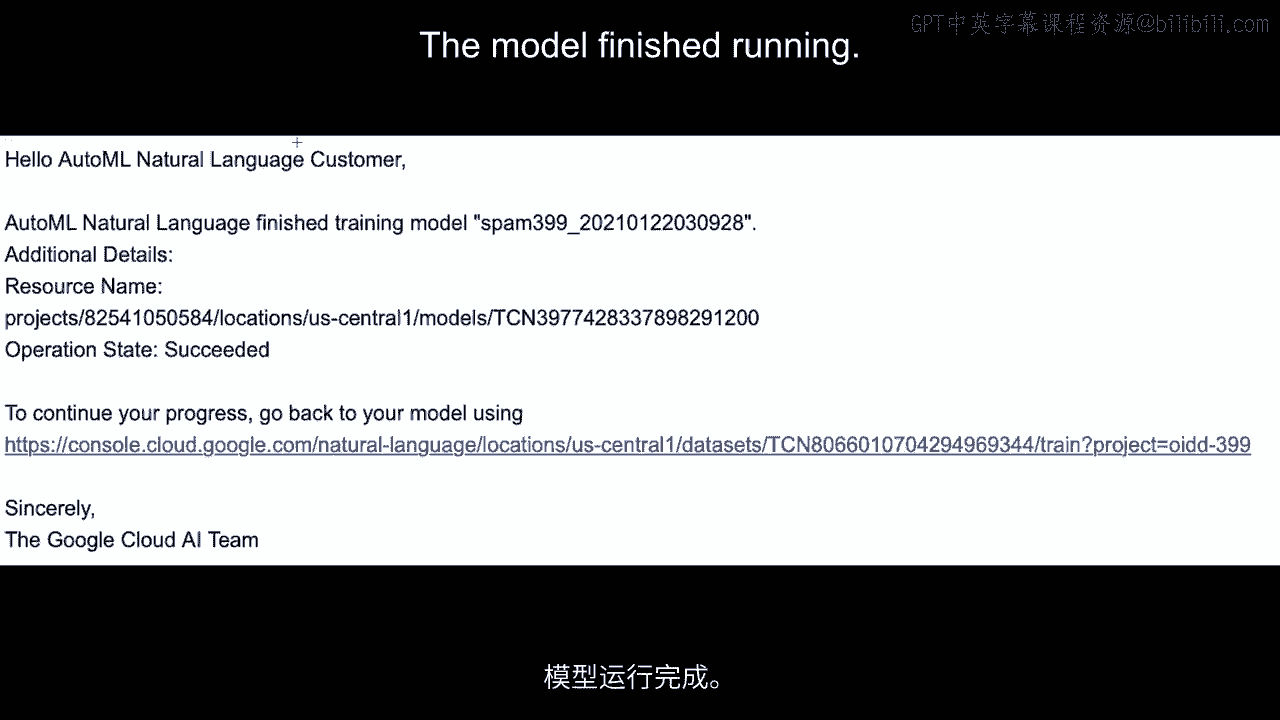 GPT中英字幕课程资源@bilibili.com
The model finished running.
Hello AutoML Natural Language Customer,
AutoML Natural Language finished training model "spam399_20210122030928".
Additional Details:
Resource Name:
projects/82541050584/locations/us-central1/models/TCN3977428337898291200
Operation State: Succeeded
To continue your progress, go back to your model using
https://console.cloud.google.com/natural-language/locations/us-central1/datasets/TCN8066010704294969344/train?project=oidd-399
Sincerely,
The Google Cloud AI Team
模型运行完成。